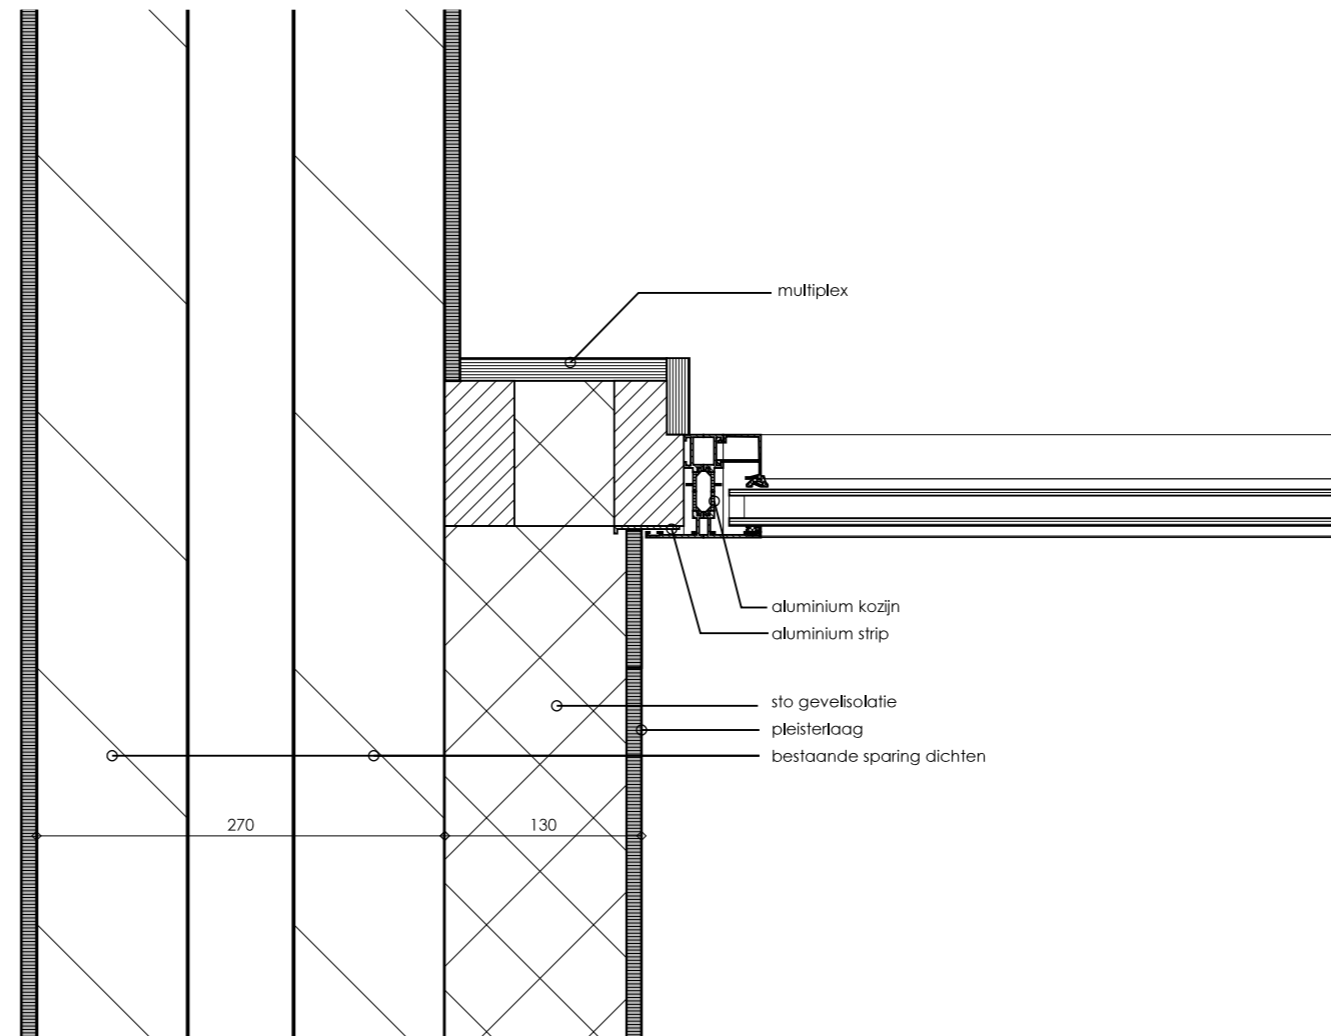 multiplex
aluminium kozijn
aluminium strip
sto gevelisolatie
pleisterlaag
bestaande sparing dichten
270
130